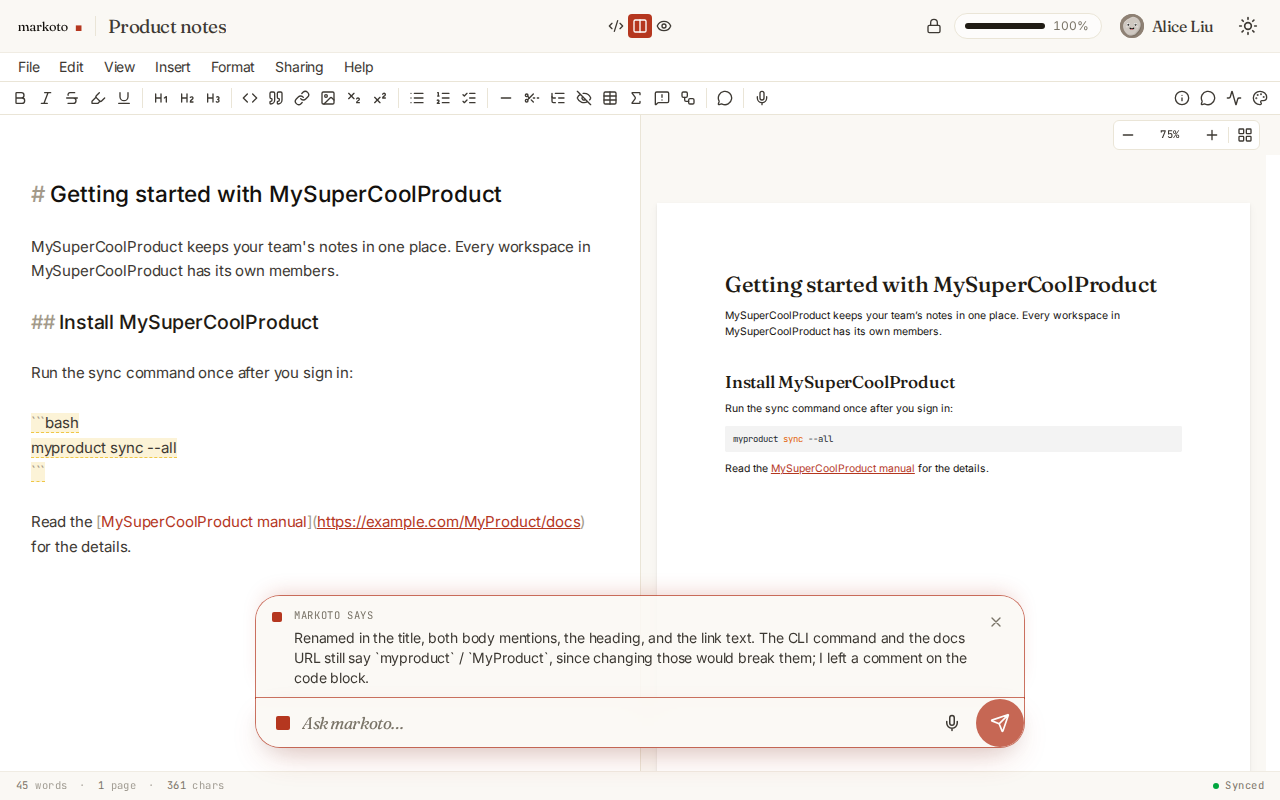 markoto
Product notes
100%
Alice Liu
File Edit View Insert Format Sharing Help
H1 H2 H3
75%
# Getting started with MySuperCoolProduct
MySuperCoolProduct keeps your team's notes in one place. Every workspace in
MySuperCoolProduct has its own members.
## Install MySuperCoolProduct
Run the sync command once after you sign in:
```bash
myproduct sync --all
```
Read the [MySuperCoolProduct manual](https://example.com/MyProduct/docs)
for the details.
Getting started with MySuperCoolProduct
MySuperCoolProduct keeps your team’s notes in one place. Every workspace in
MySuperCoolProduct has its own members.
Install MySuperCoolProduct
Run the sync command once after you sign in:
myproduct sync --all
Read the MySuperCoolProduct manual for the details.
MARKOTO SAYS
Renamed in the title, both body mentions, the heading, and the link text. The CLI command and the docs
URL still say `myproduct` / `MyProduct`, since changing those would break them; I left a comment on the
code block.
Ask markoto…
45 words · 1 page · 361 chars
Synced